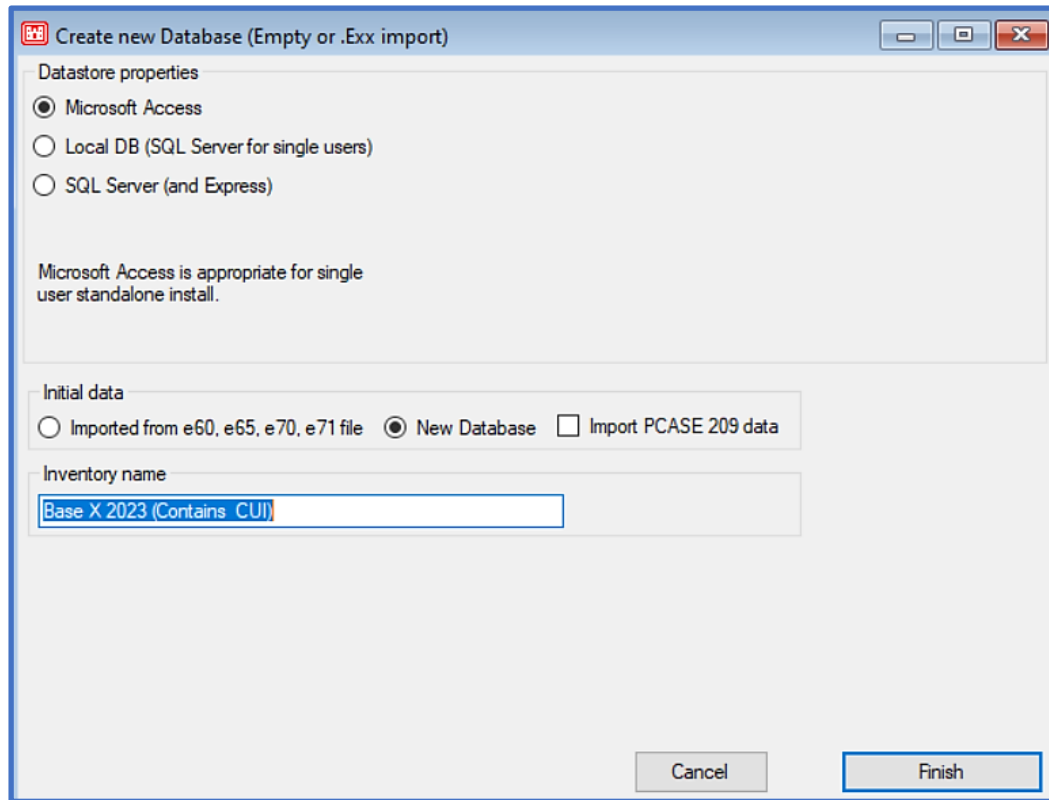 Create new Database (Empty or .Exx import)
Datastore properties
Microsoft Access
Local DB (SQL Server for single users)
SQL Server (and Express)
Microsoft Access is appropriate for single
user standalone install.
Initial data
Imported from e60, e65, e70, e71 file New Database Import PCASE 209 data
Inventory name
Base X 2023 (Contains CUI)
Cancel Finish